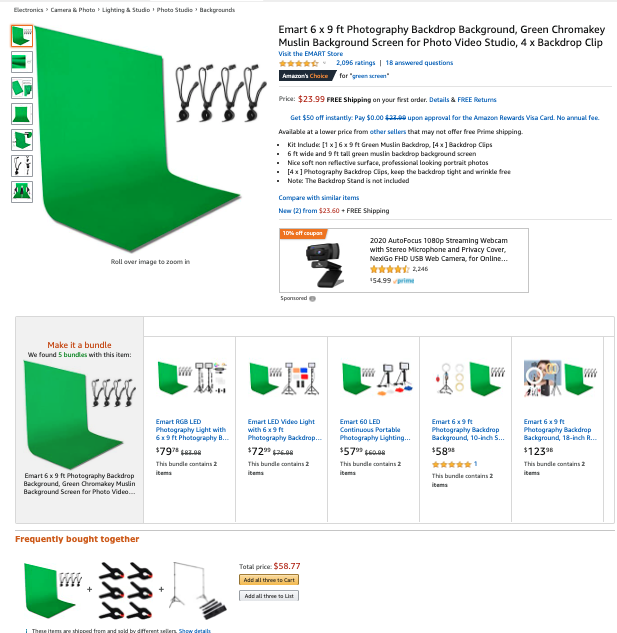 Electronics › Camera & Photo › Lighting & Studio › Photo Studio › Backgrounds
Emart 6 x 9 ft Photography Backdrop Background, Green Chromakey
Muslin Background Screen for Photo Video Studio, 4 x Backdrop Clip
Visit the EMART Store
2,096 ratings | 18 answered questions
Amazon's Choice for "green screen"
Price: $23.99 FREE Shipping on your first order. Details & FREE Returns
Get $50 off instantly: Pay $0.00 $23.99 upon approval for the Amazon Rewards Visa Card. No annual fee.
Available at a lower price from other sellers that may not offer free Prime shipping.
• Kit Include: [1 x ] 6 x 9 ft Green Muslin Backdrop, [4 x ] Backdrop Clips
• 6 ft wide and 9 ft tall green muslin backdrop background screen
• Nice soft non reflective surface, professional looking portrait photos
• [4 x ] Photography Backdrop Clips, keep the backdrop tight and wrinkle free
• Note: The Backdrop Stand is not included
Compare with similar items
New (2) from $23.60 + FREE Shipping
Roll over image to zoom in
10% off coupon
2020 AutoFocus 1080p Streaming Webcam
with Stereo Microphone and Privacy Cover,
NexiGo FHD USB Web Camera, for Online...
2,246
$54.99 prime
Sponsored
Make it a bundle
We found 5 bundles with this item:
Emart 6 x 9 ft Photography Backdrop
Background, Green Chromakey Muslin
Background Screen for Photo Video...
Emart RGB LED
Photography Light with
6 x 9 ft Photography B...
$7978 $83.98
This bundle contains 2
items
Emart LED Video Light
with 6 x 9 ft
Photography Backdrop...
$7299 $76.98
This bundle contains 2
items
Emart 60 LED
Continuous Portable
Photography Lighting...
$5799 $60.98
This bundle contains 2
items
Emart 6 x 9 ft
Photography Backdrop
Background, 10-inch S...
$5898
1
This bundle contains 2
items
Emart 6 x 9 ft
Photography Backdrop
Background, 18-inch R...
$12398
This bundle contains 2
items
Frequently bought together
+
+
Total price: $58.77
Add all three to Cart
Add all three to List
These items are shipped from and sold by different sellers. Show details